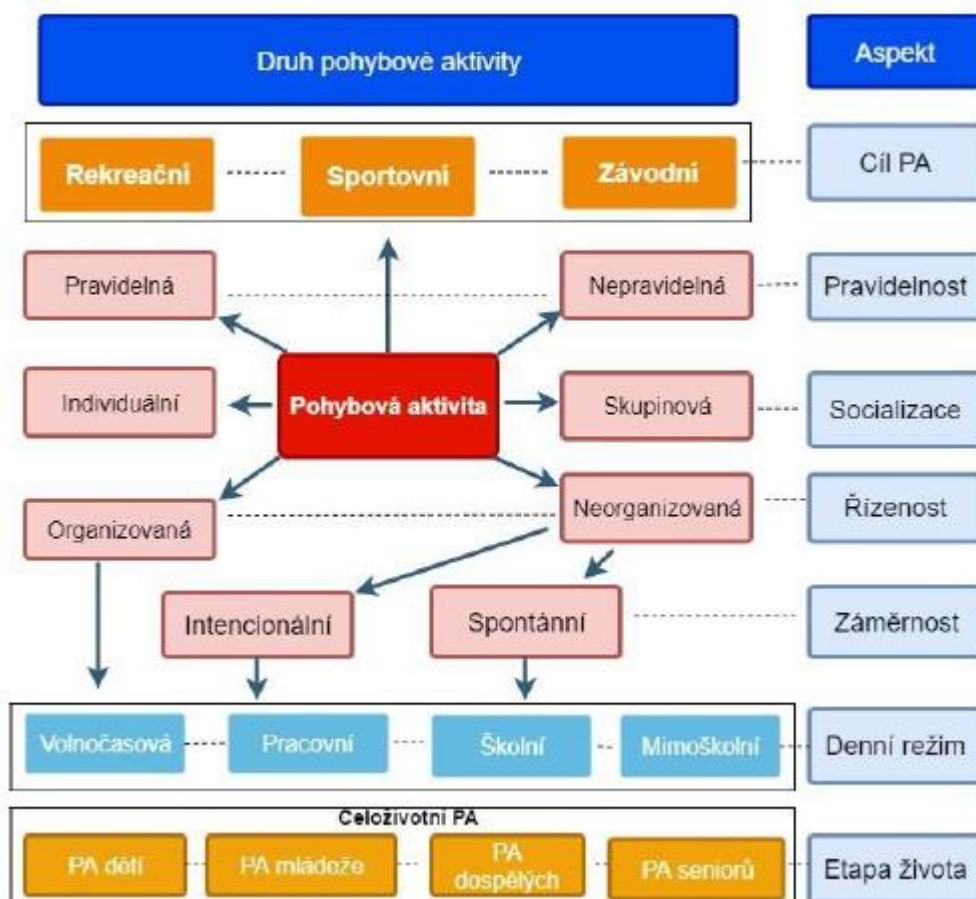 Druh pohybové aktivity
Aspekt
Rekreační
Sportovní
Závodní
Cíl PA
Pravidelná
Nepravidelná
Pravidelnost
Individuální
Pohybová aktivita
Skupinová
Socializace
Organizovaná
Neorganizovaná
Řízenost
Intencionální
Spontánní
Záměrnost
Volnočasová
Pracovní
Školní
Mimoškolní
Denní režim
Celoživotní PA
PA dětí
PA mládeže
PA
dospělých
PA seniorů
Etapa života